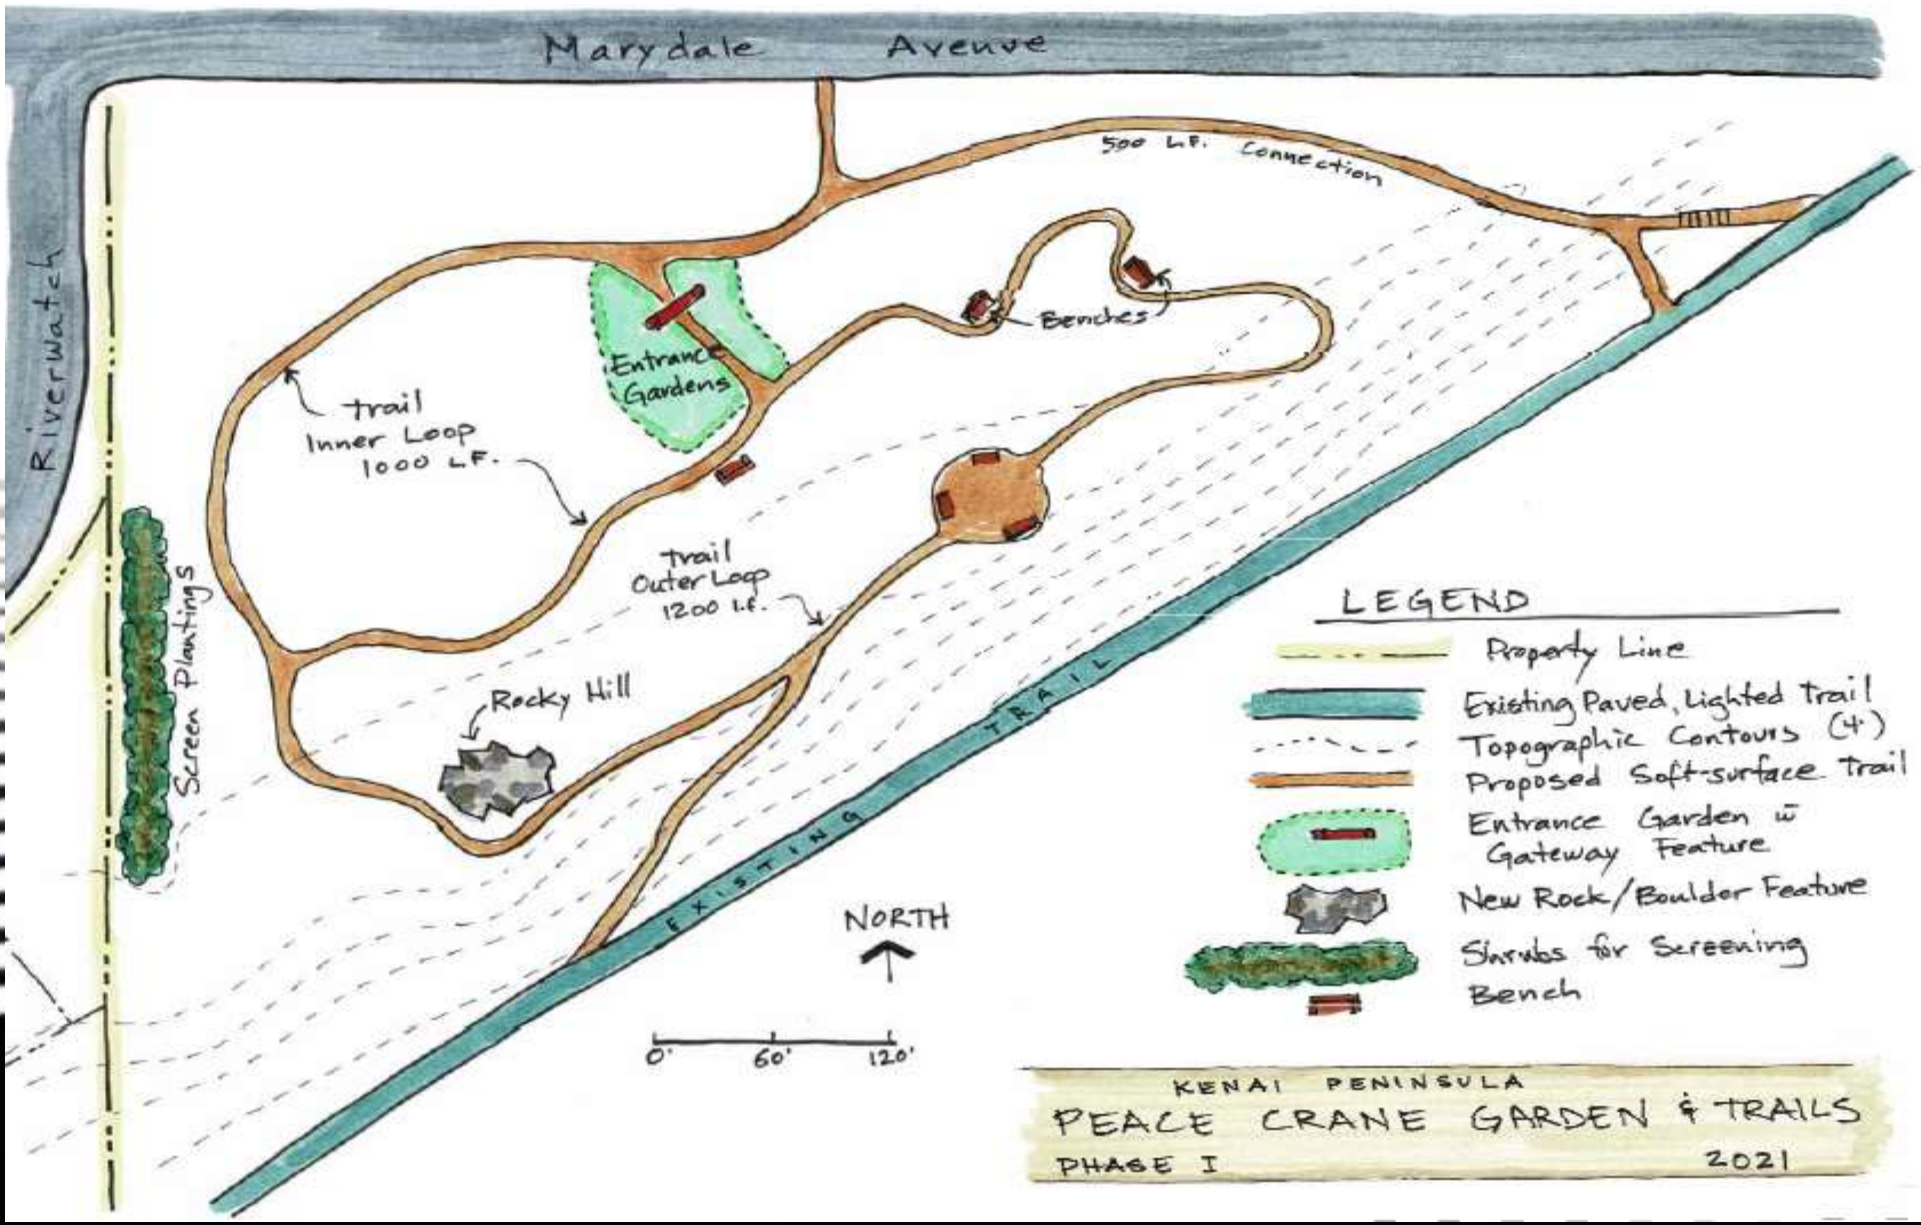 Marydale Avenue
Riverwatch
500 L.F. Connection
Benches
Entrance
Gardens
Trail
Inner Loop
1000 L.F.
Trail
Outer Loop
1200 L.F.
Screen Plantings
Rocky Hill
EXISTING TRAIL
NORTH
0' 60' 120'
LEGEND
Property Line
Existing Paved, Lighted Trail
Topographic Contours (4')
Proposed Soft-surface Trail
Entrance Garden w̄
Gateway Feature
New Rock/Boulder Feature
Shrubs for Screening
Bench
KENAI PENINSULA
PEACE CRANE GARDEN & TRAILS
PHASE I 2021